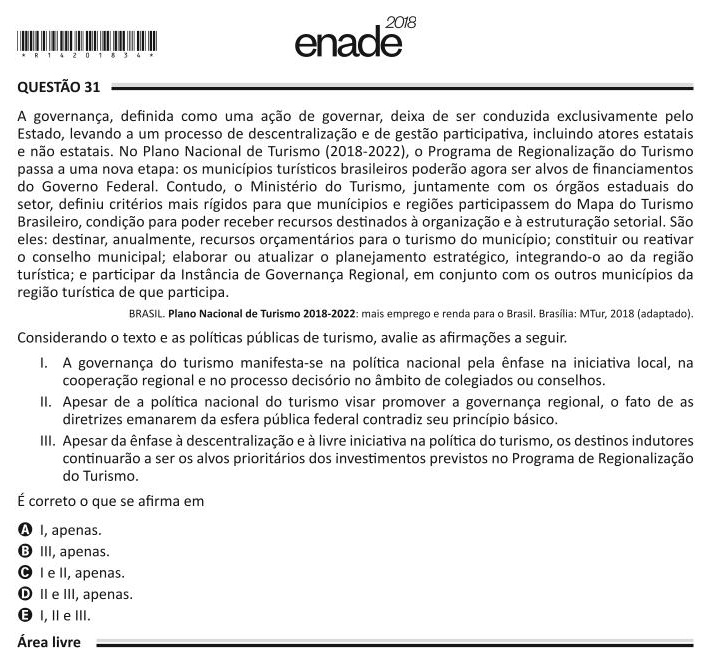 * R 1 4 2 0 1 8 3 4 *
enade 2018
QUESTÃO 31
A governança, definida como uma ação de governar, deixa de ser conduzida exclusivamente pelo
Estado, levando a um processo de descentralização e de gestão participativa, incluindo atores estatais
e não estatais. No Plano Nacional de Turismo (2018-2022), o Programa de Regionalização do Turismo
passa a uma nova etapa: os municípios turísticos brasileiros poderão agora ser alvos de financiamentos
do Governo Federal. Contudo, o Ministério do Turismo, juntamente com os órgãos estaduais do
setor, definiu critérios mais rígidos para que munícipios e regiões participassem do Mapa do Turismo
Brasileiro, condição para poder receber recursos destinados à organização e à estruturação setorial. São
eles: destinar, anualmente, recursos orçamentários para o turismo do município; constituir ou reativar
o conselho municipal; elaborar ou atualizar o planejamento estratégico, integrando-o ao da região
turística; e participar da Instância de Governança Regional, em conjunto com os outros municípios da
região turística de que participa.
BRASIL. Plano Nacional de Turismo 2018-2022: mais emprego e renda para o Brasil. Brasília: MTur, 2018 (adaptado).
Considerando o texto e as políticas públicas de turismo, avalie as afirmações a seguir.
I. A governança do turismo manifesta-se na política nacional pela ênfase na iniciativa local, na
cooperação regional e no processo decisório no âmbito de colegiados ou conselhos.
II. Apesar de a política nacional do turismo visar promover a governança regional, o fato de as
diretrizes emanarem da esfera pública federal contradiz seu princípio básico.
III. Apesar da ênfase à descentralização e à livre iniciativa na política do turismo, os destinos indutores
continuarão a ser os alvos prioritários dos investimentos previstos no Programa de Regionalização
do Turismo.
É correto o que se afirma em
A I, apenas.
B III, apenas.
C I e II, apenas.
D II e III, apenas.
E I, II e III.
Área livre